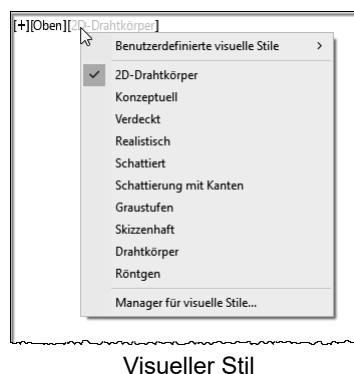 [+][Oben][2D-Drahtkörper]
Benutzerdefinierte visuelle Stile >
2D-Drahtkörper
Konzeptuell
Verdeckt
Realistisch
Schattiert
Schattierung mit Kanten
Graustufen
Skizzenhaft
Drahtkörper
Röntgen
Manager für visuelle Stile...
Visueller Stil